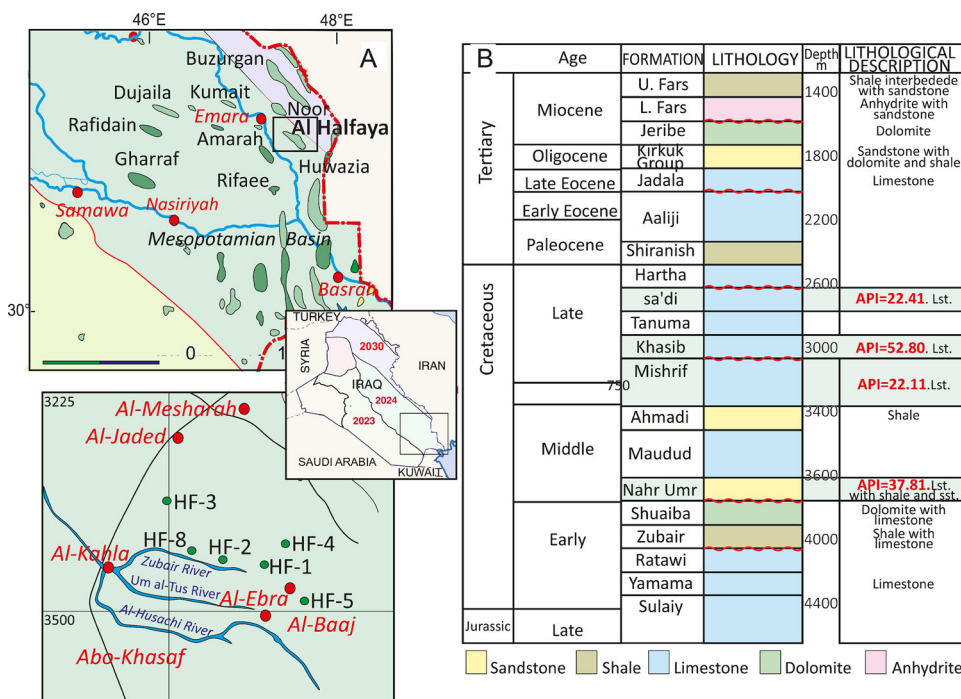 46°E
48°E
A
Buzurgan
Dujaila
Kumait
Noor
Emara
Al Halfaya
Rafidain
Amarah
Gharraf
Huwazia
Rifaee
Samawa
Nasiriyah
Mesopotamian Basin
Basrah
30°
0
TURKEY
SYRIA
2030
IRAN
IRAQ
2024
2023
SAUDI ARABIA
KUWAIT
3225
Al-Mesharah
Al-Jaded
HF-3
HF-8
HF-2
HF-4
Al-Kahla
Zubair River
HF-1
Um al-Tus River
Al-Ebra
HF-5
Al-Husachi River
3500
Al-Baaj
Abo-Khasaf
B
Age
FORMATION
LITHOLOGY
Depth
m
LITHOLOGICAL
DESCRIPTION
Tertiary
Miocene
U. Fars
1400
Shale interbedede
with sandstone
L. Fars
Anhydrite with
sandstone
Jeribe
Dolomite
Oligocene
Kirkuk
Group
1800
Sandstone with
dolomite and shale
Late Eocene
Jadala
Limestone
Early Eocene
Aaliji
2200
Paleocene
Shiranish
Cretaceous
Late
Hartha
2600
sa'di
API=22.41. Lst.
Tanuma
Khasib
3000
API=52.80. Lst.
Mishrif
750
API=22.11.Lst.
Middle
Ahmadi
3400
Shale
Maudud
3600
Nahr Umr
API=37.81.Lst.
with shale and sst.
Early
Shuaiba
Dolomite with
limestone
Zubair
4000
Shale with
limestone
Ratawi
Yamama
Limestone
Sulaiy
4400
Jurassic
Late
Sandstone
Shale
Limestone
Dolomite
Anhydrite